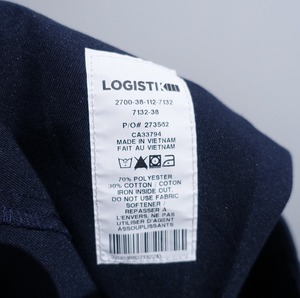 LOGISTIK
2700-38-112-7132
7132-38
P/O# 273562
CA33794
MADE IN VIETNAM
FAIT AU VIETNAM
70% POLYESTER
30% COTTON / COTON
IRON INSIDE OUT.
DO NOT USE FABRIC
SOFTENER /
REPASSER À
L'ENVERS. NE PAS
UTILISER D'AGENT
ASSOUPLISSANTS